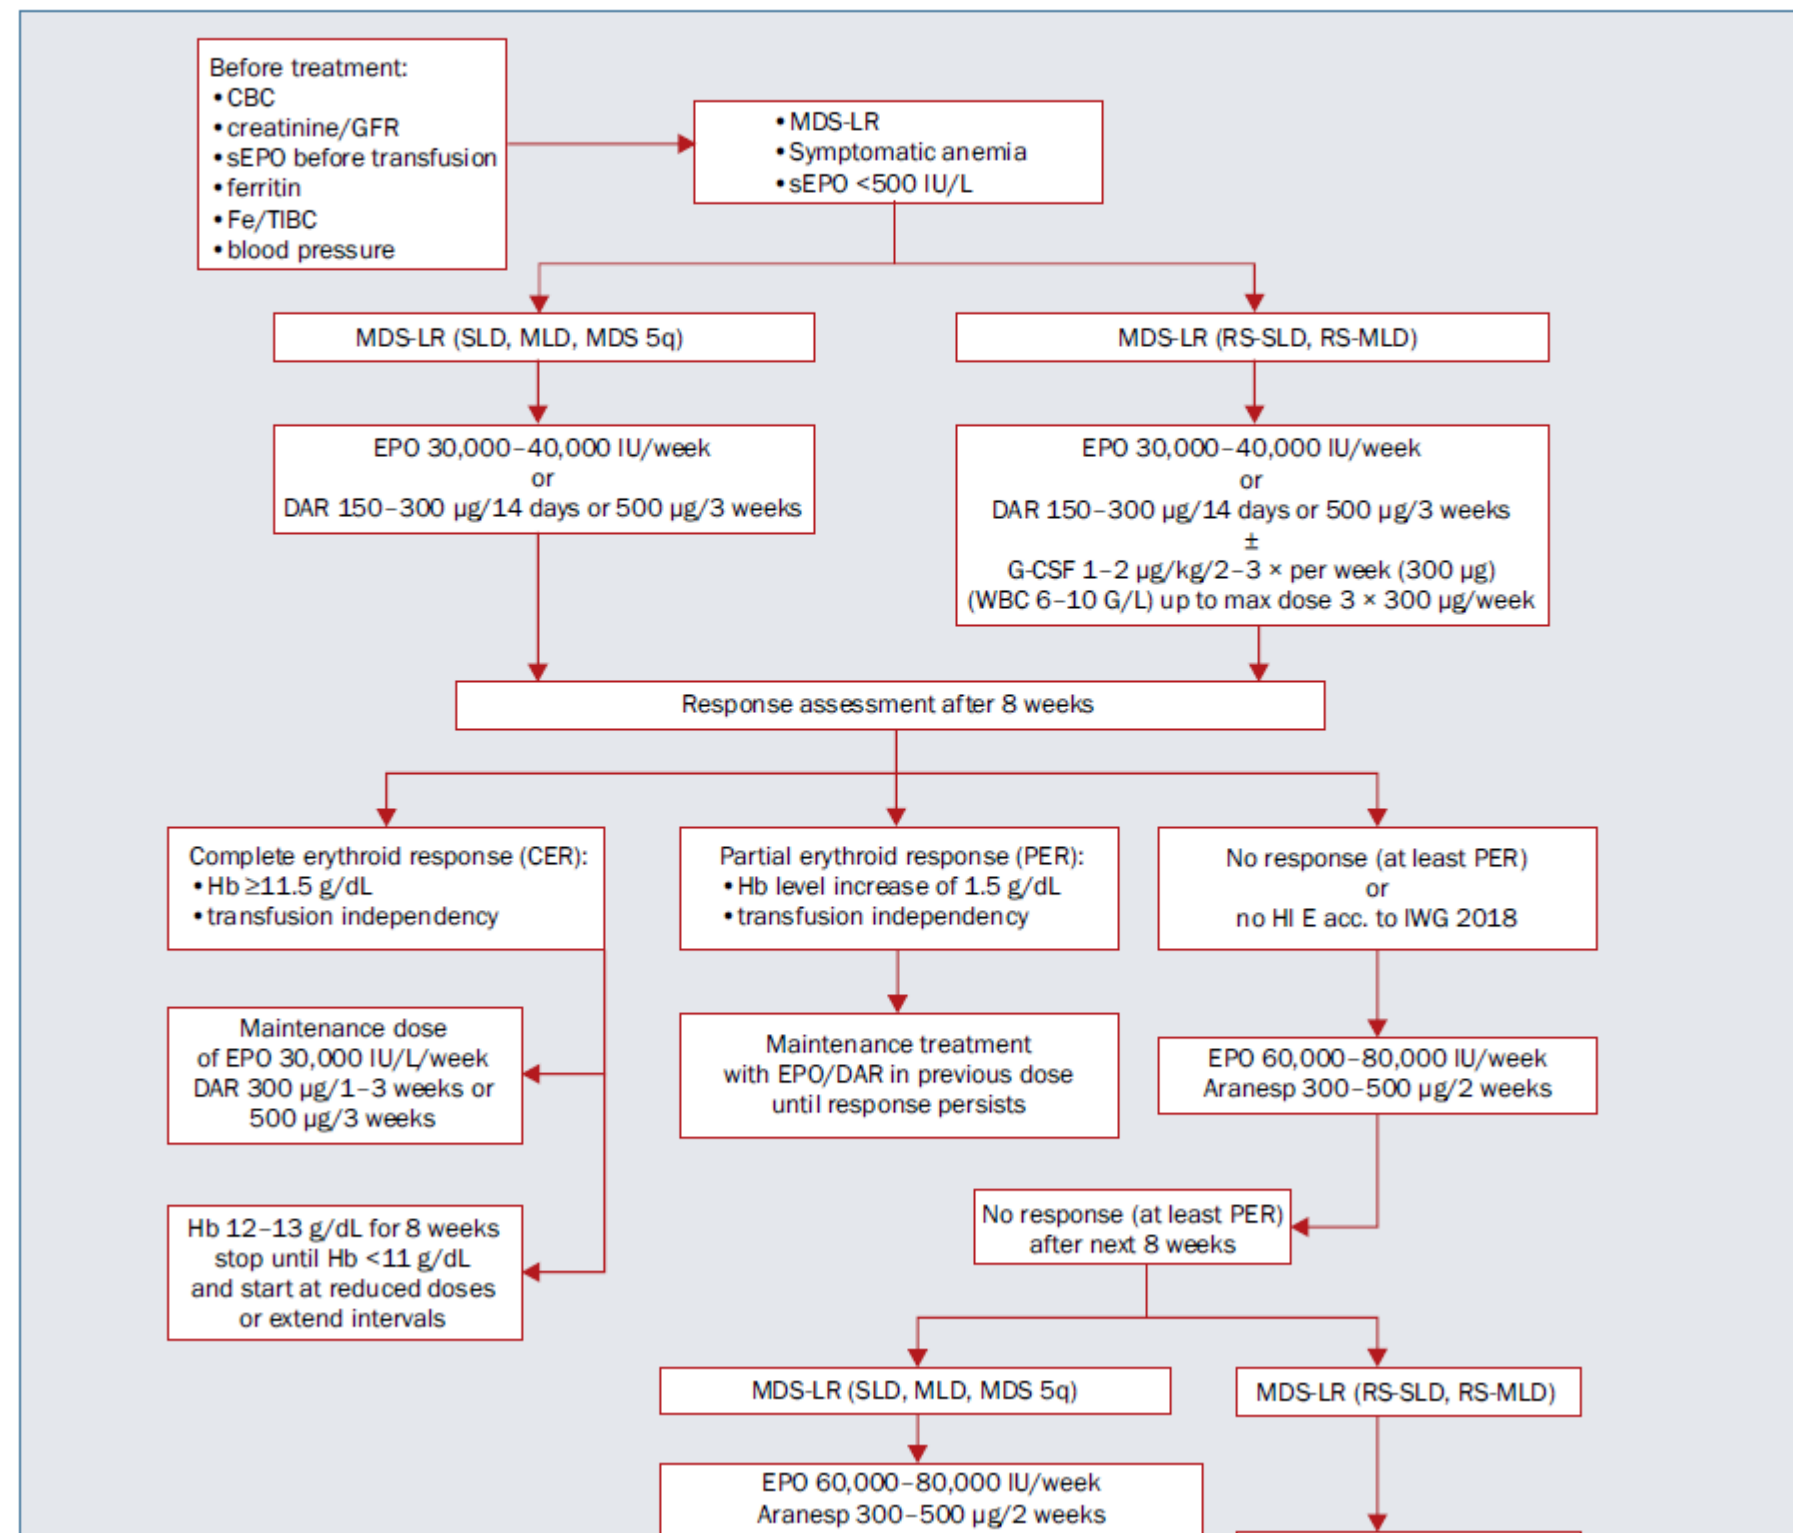 Before treatment:
• CBC
• creatinine/GFR
• sEPO before transfusion
• ferritin
• Fe/TIBC
• blood pressure
• MDS-LR
• Symptomatic anemia
• sEPO <500 IU/L
MDS-LR (SLD, MLD, MDS 5q)
MDS-LR (RS-SLD, RS-MLD)
EPO 30,000–40,000 IU/week
or
DAR 150–300 µg/14 days or 500 µg/3 weeks
EPO 30,000–40,000 IU/week
or
DAR 150–300 µg/14 days or 500 µg/3 weeks
±
G-CSF 1–2 µg/kg/2–3 × per week (300 µg)
(WBC 6–10 G/L) up to max dose 3 × 300 µg/week
Response assessment after 8 weeks
Complete erythroid response (CER):
• Hb ≥11.5 g/dL
• transfusion independency
Partial erythroid response (PER):
• Hb level increase of 1.5 g/dL
• transfusion independency
No response (at least PER)
or
no HI E acc. to IWG 2018
Maintenance dose
of EPO 30,000 IU/L/week
DAR 300 µg/1–3 weeks or
500 µg/3 weeks
Maintenance treatment
with EPO/DAR in previous dose
until response persists
EPO 60,000–80,000 IU/week
Aranesp 300–500 µg/2 weeks
Hb 12–13 g/dL for 8 weeks
stop until Hb <11 g/dL
and start at reduced doses
or extend intervals
No response (at least PER)
after next 8 weeks
MDS-LR (SLD, MLD, MDS 5q)
MDS-LR (RS-SLD, RS-MLD)
EPO 60,000–80,000 IU/week
Aranesp 300–500 µg/2 weeks